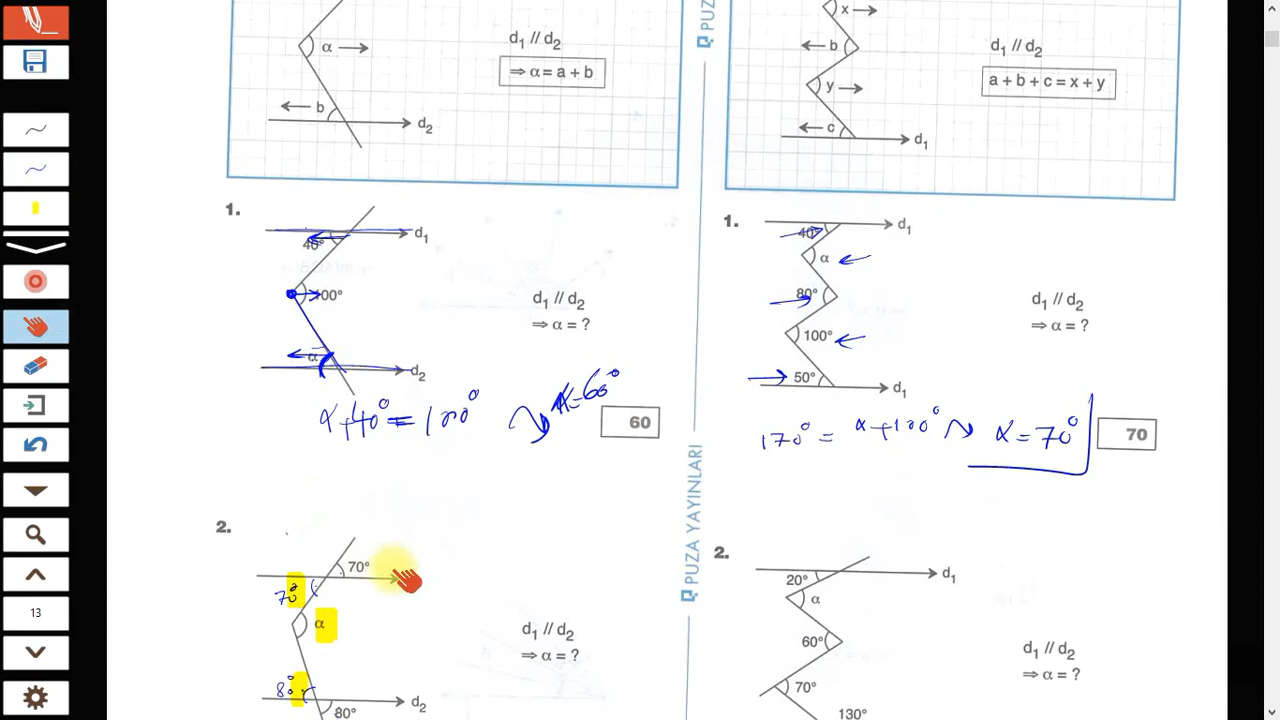 α
d₁ // d₂
⇒ α = a + b
b
d₂
x
b
d₁ // d₂
y
a + b + c = x + y
c
d₁
PUZA
1.
d₁
40°
100°
d₁ // d₂
⇒ α = ?
α
d₂
α+40° = 100°
α=60°
60
1.
40°
d₁
α
80°
d₁ // d₂
⇒ α = ?
100°
50°
d₁
170° = α+100°
α = 70°
70
PUZA YAYINLARI
2.
70°
70°
α
d₁ // d₂
⇒ α = ?
80°
d₂
80°
2.
20°
d₁
α
60°
d₁ // d₂
⇒ α = ?
70°
130°
13